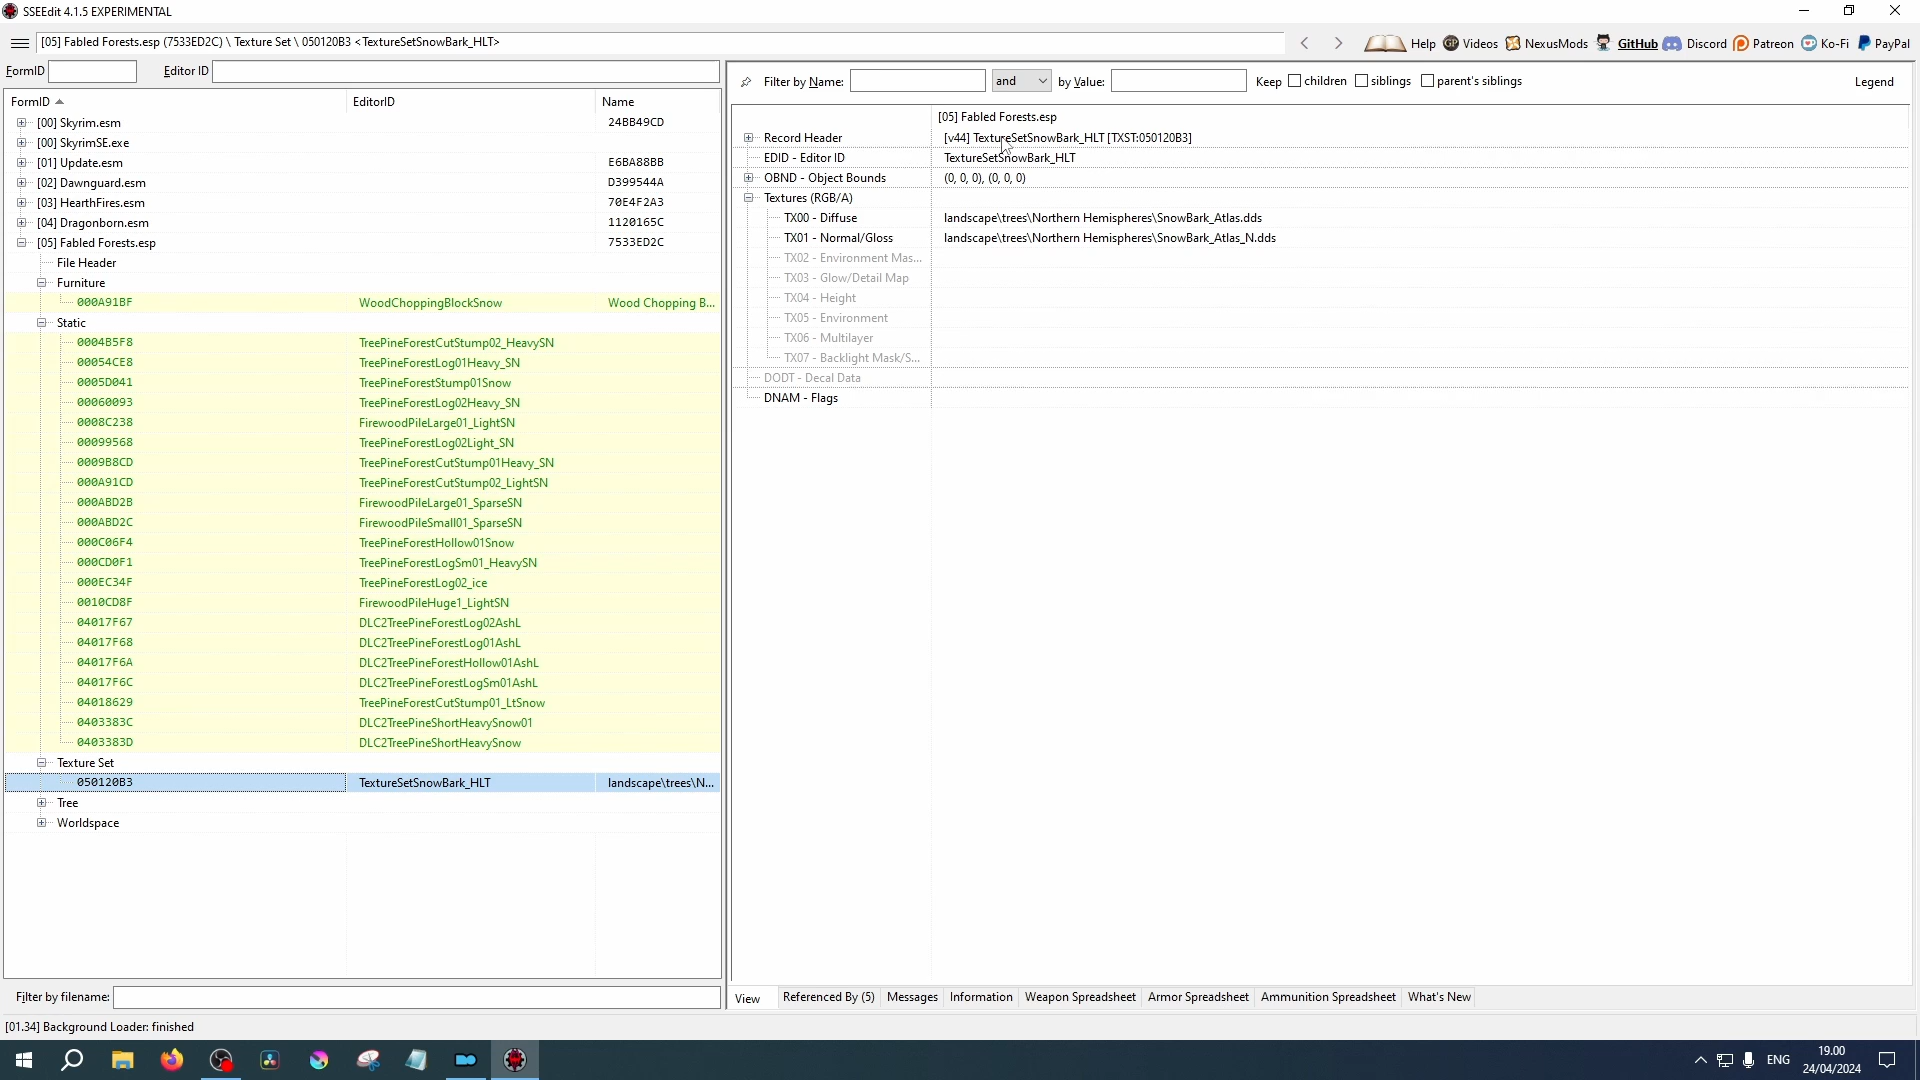 SSEEdit 4.1.5 EXPERIMENTAL
[05] Fabled Forests.esp (7533ED2C) \ Texture Set \ 050120B3 <TextureSetSnowBark_HLT>
Help Videos NexusMods GitHub Discord Patreon Ko-Fi PayPal
FormID Editor ID
Filter by Name: and by Value: Keep children siblings parent's siblings Legend
FormID EditorID Name
[00] Skyrim.esm 24BB49CD
[00] SkyrimSE.exe
[01] Update.esm E6BA88BB
[02] Dawnguard.esm D399544A
[03] HearthFires.esm 70E4F2A3
[04] Dragonborn.esm 1120165C
[05] Fabled Forests.esp 7533ED2C
File Header
Furniture
000A91BF WoodChoppingBlockSnow Wood Chopping B...
Static
0004B5F8 TreePineForestCutStump02_HeavySN
00054CE8 TreePineForestLog01Heavy_SN
0005D041 TreePineForestStump01Snow
00060093 TreePineForestLog02Heavy_SN
0008C238 FirewoodPileLarge01_LightSN
00099568 TreePineForestLog02Light_SN
0009B8CD TreePineForestCutStump01Heavy_SN
000A91CD TreePineForestCutStump02_LightSN
000ABD2B FirewoodPileLarge01_SparseSN
000ABD2C FirewoodPileSmall01_SparseSN
000C06F4 TreePineForestHollow01Snow
000CD0F1 TreePineForestLogSm01_HeavySN
000EC34F TreePineForestLog02_ice
0010CD8F FirewoodPileHuge1_LightSN
04017F67 DLC2TreePineForestLog02AshL
04017F68 DLC2TreePineForestLog01AshL
04017F6A DLC2TreePineForestHollow01AshL
04017F6C DLC2TreePineForestLogSm01AshL
04018629 TreePineForestCutStump01_LtSnow
0403383C DLC2TreePineShortHeavySnow01
0403383D DLC2TreePineShortHeavySnow
Texture Set
050120B3 TextureSetSnowBark_HLT landscape\trees\N...
Tree
Worldspace
Filter by filename:
[05] Fabled Forests.esp
Record Header [v44] TextureSetSnowBark_HLT [TXST:050120B3]
EDID - Editor ID TextureSetSnowBark_HLT
OBND - Object Bounds (0, 0, 0), (0, 0, 0)
Textures (RGB/A)
TX00 - Diffuse landscape\trees\Northern Hemispheres\SnowBark_Atlas.dds
TX01 - Normal/Gloss landscape\trees\Northern Hemispheres\SnowBark_Atlas_N.dds
TX02 - Environment Mas...
TX03 - Glow/Detail Map
TX04 - Height
TX05 - Environment
TX06 - Multilayer
TX07 - Backlight Mask/S...
DODT - Decal Data
DNAM - Flags
View Referenced By (5) Messages Information Weapon Spreadsheet Armor Spreadsheet Ammunition Spreadsheet What's New
[01.34] Background Loader: finished
ENG 19.00
24/04/2024